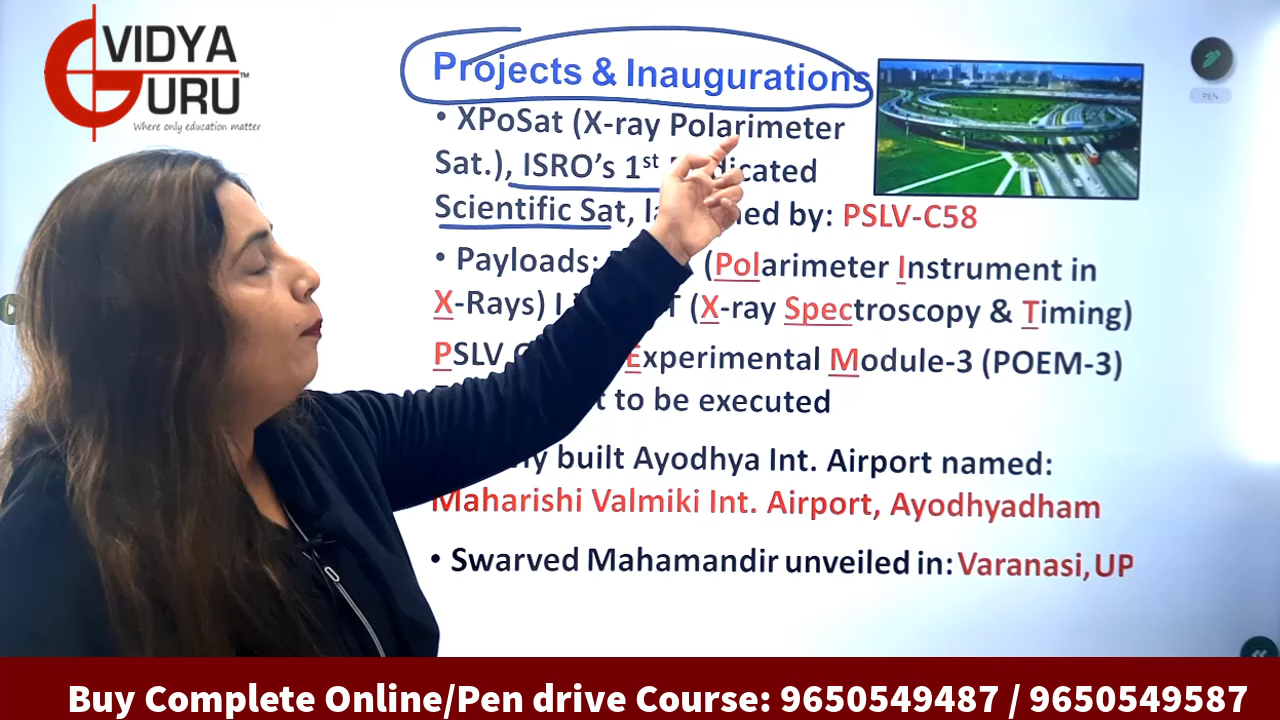 VIDYA
GURU™
Where only education matter
PEN
Projects & Inaugurations
• XPoSat (X-ray Polarimeter
Sat.), ISRO's 1st
Scientific Sat, by: PSLV-C58
• Payloads: (Polarimeter Instrument in
X-Rays) (X-ray Spectroscopy & Timing)
PSLV Experimental Module-3 (POEM-3)
to be executed
built Ayodhya Int. Airport named:
Maharishi Valmiki Int. Airport, Ayodhyadham
• Swarved Mahamandir unveiled in: Varanasi,UP
Buy Complete Online/Pen drive Course: 9650549487 / 9650549587